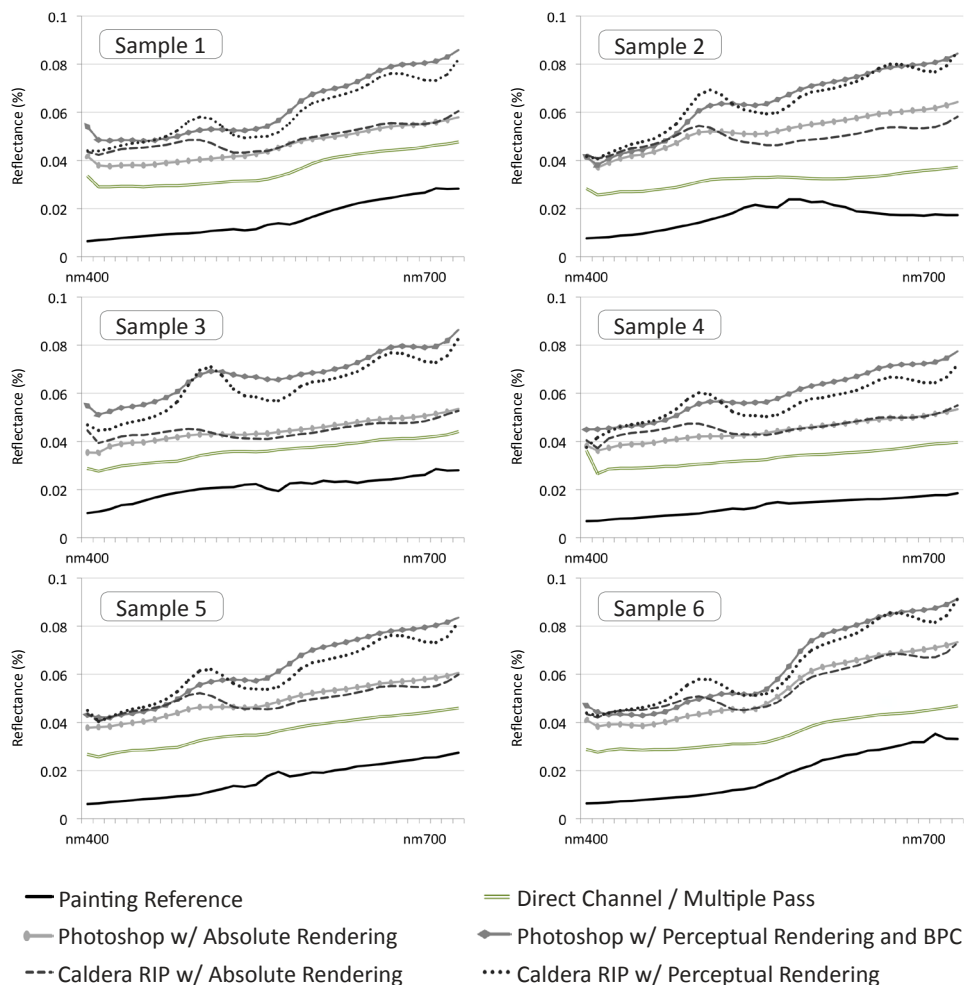 0.1
0.08
0.06
0.04
0.02
0
Reflectance (%)
Sample 1
nm400
nm700
0.1
0.08
0.06
0.04
0.02
0
Reflectance (%)
Sample 2
nm400
nm700
0.1
0.08
0.06
0.04
0.02
0
Reflectance (%)
Sample 3
nm400
nm700
0.1
0.08
0.06
0.04
0.02
0
Reflectance (%)
Sample 4
nm400
nm700
0.1
0.08
0.06
0.04
0.02
0
Reflectance (%)
Sample 5
nm400
nm700
0.1
0.08
0.06
0.04
0.02
0
Reflectance (%)
Sample 6
nm400
nm700
Painting Reference
Direct Channel / Multiple Pass
Photoshop w/ Absolute Rendering
Photoshop w/ Perceptual Rendering and BPC
Caldera RIP w/ Absolute Rendering
Caldera RIP w/ Perceptual Rendering